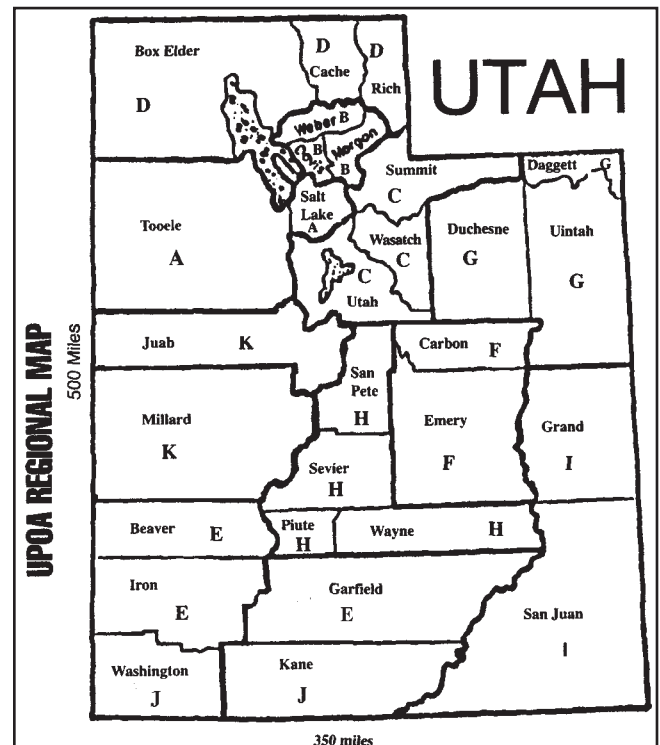 UTAH
Box Elder
D
D
Cache
D
Rich
Weber B
B
Morgan
B
Summit
C
Daggett G
Salt
Lake
A
Tooele
A
Wasatch
C
Duchesne
G
Uintah
G
C
Utah
Juab K
Carbon F
San
Pete
H
Millard
K
Emery
F
Grand
I
Sevier
H
Beaver E
Piute
H
Wayne H
Iron
E
Garfield
E
San Juan
I
Washington
J
Kane
J
UPOA REGIONAL MAP
500 Miles
350 miles